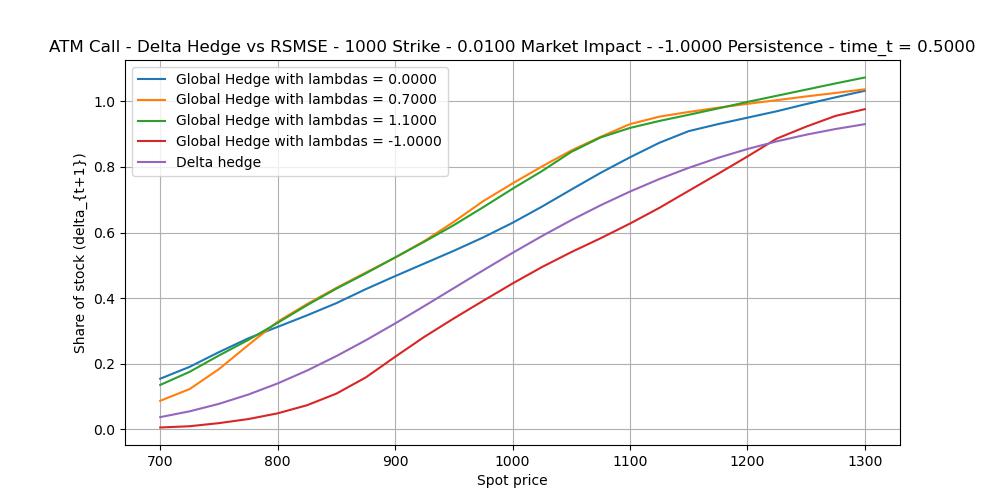 ATM Call - Delta Hedge vs RSMSE - 1000 Strike - 0.0100 Market Impact - -1.0000 Persistence - time_t = 0.5000
Global Hedge with lambdas = 0.0000
Global Hedge with lambdas = 0.7000
Global Hedge with lambdas = 1.1000
Global Hedge with lambdas = -1.0000
Delta hedge
Share of stock (delta_{t+1})
1.0
0.8
0.6
0.4
0.2
0.0
700 800 900 1000 1100 1200 1300
Spot price